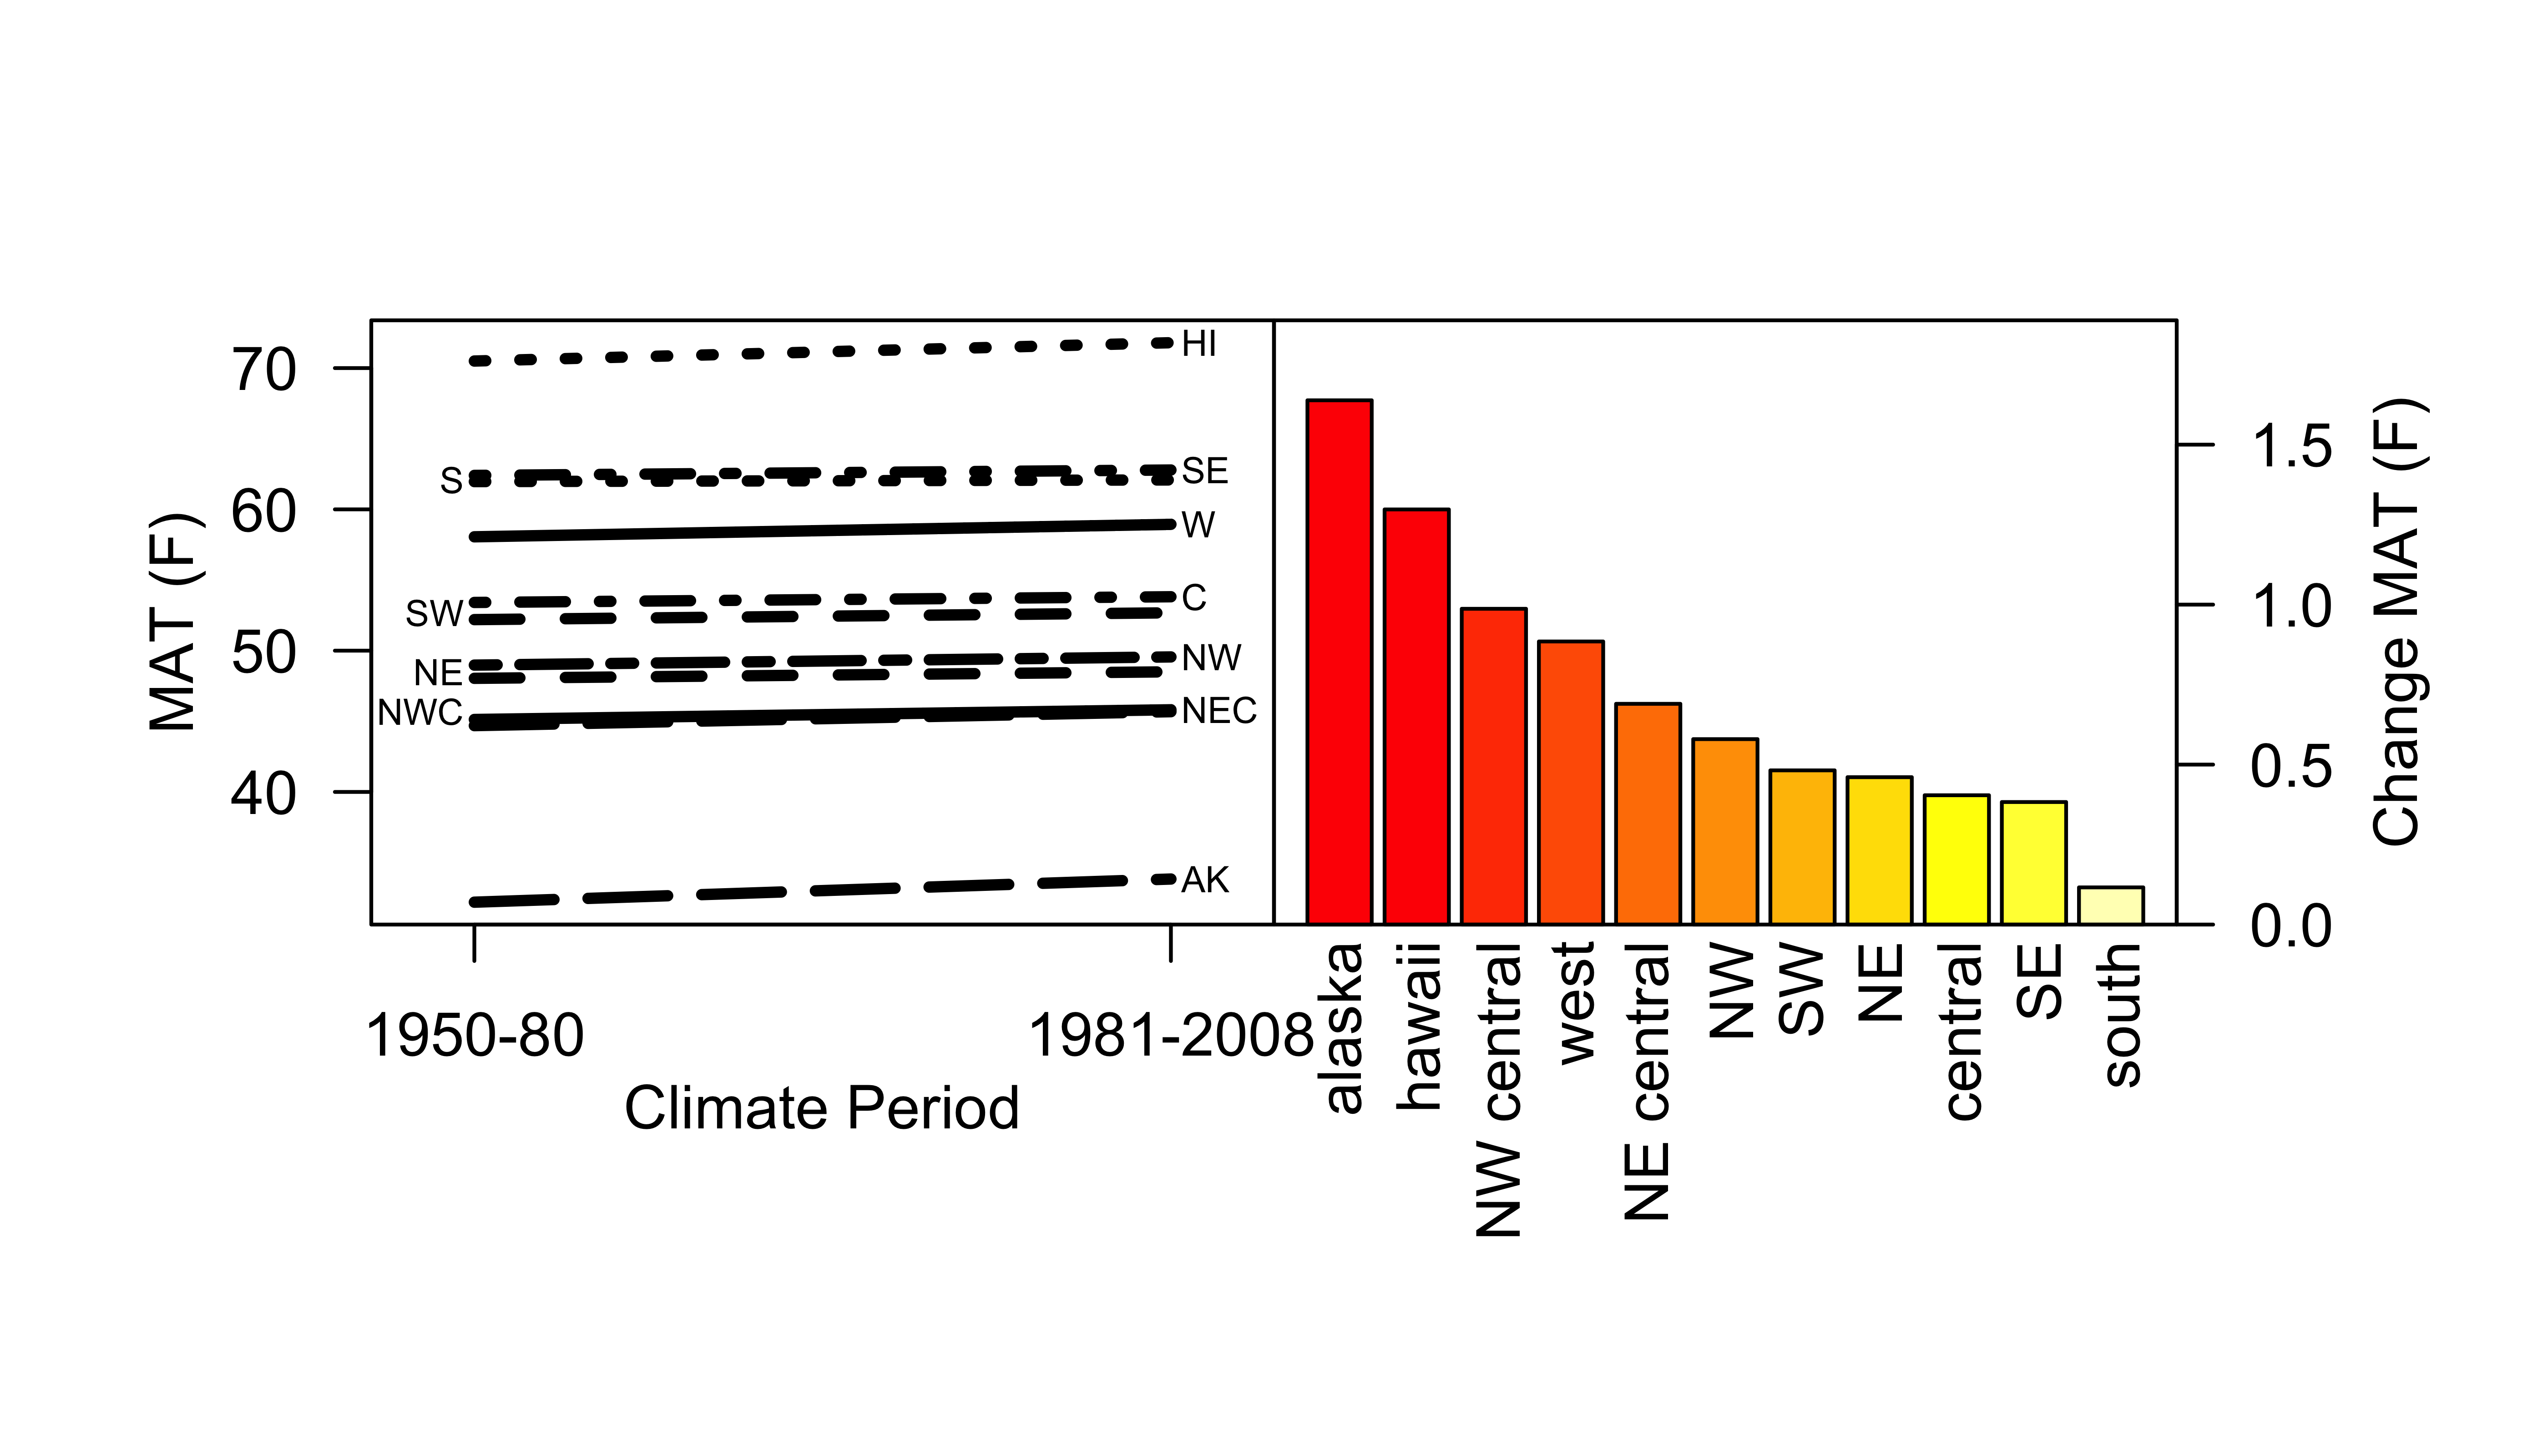 MAT (F)
70
60
50
40
S
SW
NE
NWC
HI
SE
W
C
NW
NEC
AK
1950-80
1981-2008
Climate Period
alaska
hawaii
NW central
west
NE central
NW
SW
NE
central
SE
south
1.5
1.0
0.5
0.0
Change MAT (F)